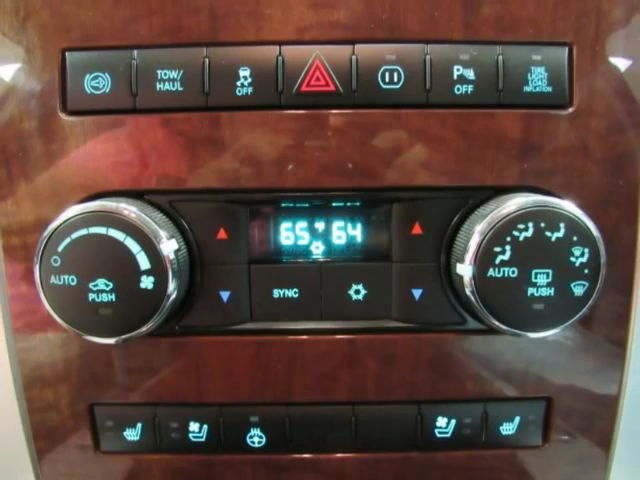 TOW/
HAUL
OFF
P
OFF
TIRE
LIGHT
LOAD
INFLATION
65 °F 64
AUTO
PUSH
SYNC
AUTO
PUSH